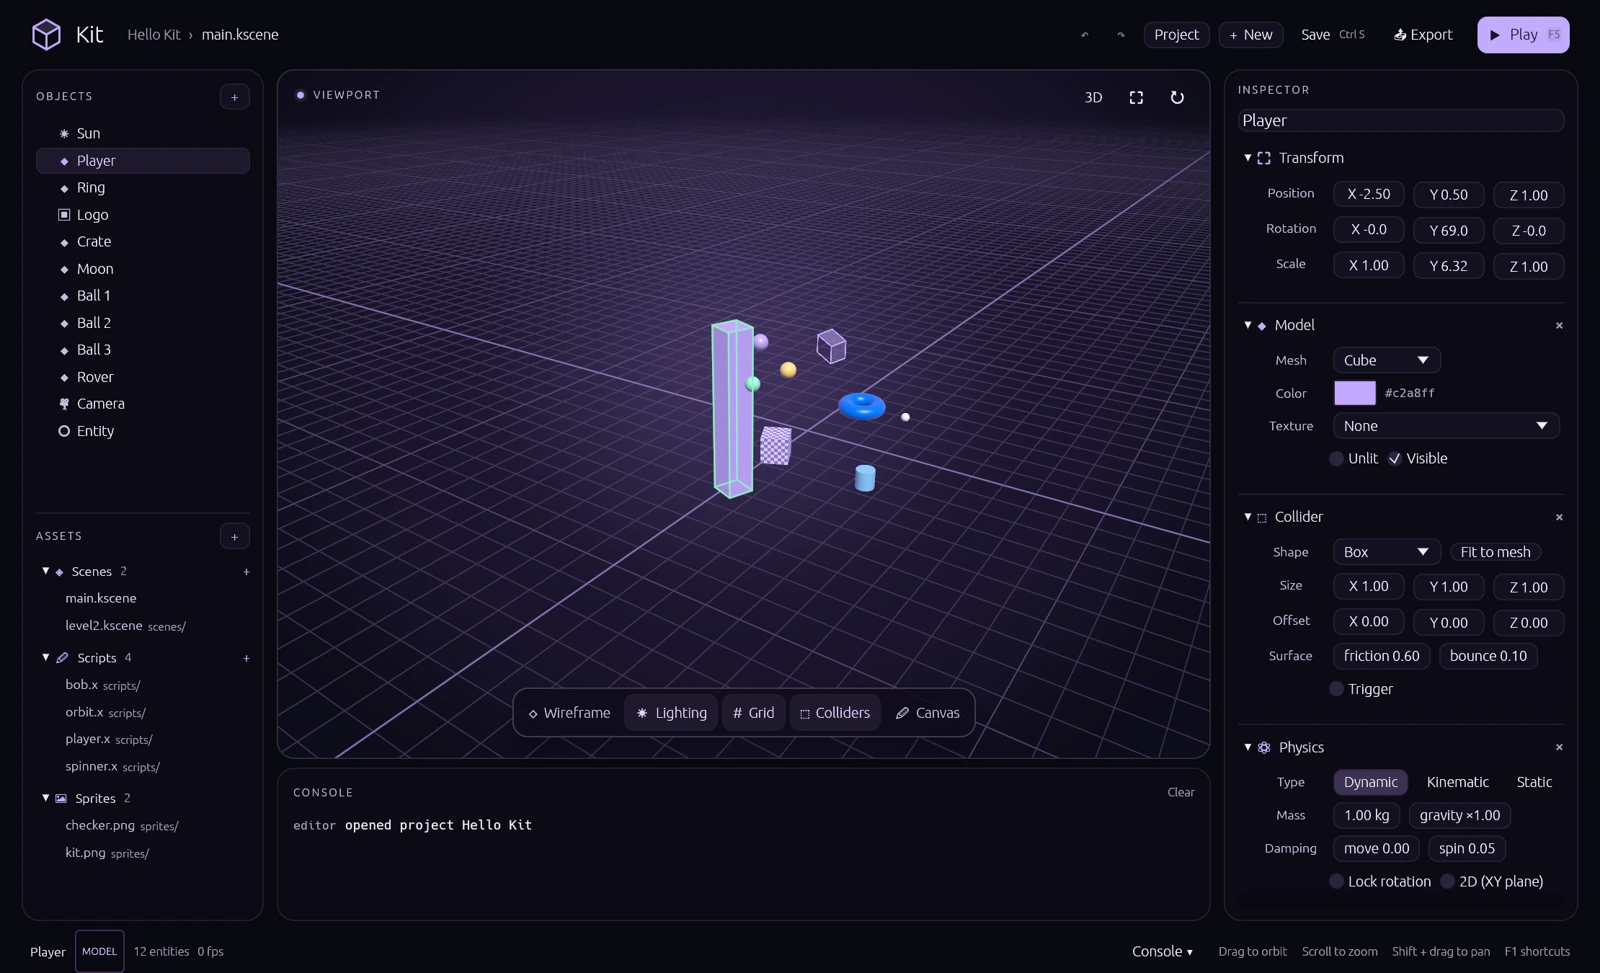 Kit Hello Kit › main.kscene Project + New Save Ctrl S Export Play F5
OBJECTS +
Sun
Player
Ring
Logo
Crate
Moon
Ball 1
Ball 2
Ball 3
Rover
Camera
Entity
ASSETS +
Scenes 2 +
main.kscene
level2.kscene scenes/
Scripts 4 +
bob.x scripts/
orbit.x scripts/
player.x scripts/
spinner.x scripts/
Sprites 2
checker.png sprites/
kit.png sprites/
VIEWPORT 3D
Wireframe Lighting # Grid Colliders Canvas
CONSOLE Clear
editor opened project Hello Kit
INSPECTOR
Player
Transform
Position X -2.50 Y 0.50 Z 1.00
Rotation X -0.0 Y 69.0 Z -0.0
Scale X 1.00 Y 6.32 Z 1.00
Model ×
Mesh Cube
Color #c2a8ff
Texture None
Unlit Visible
Collider ×
Shape Box Fit to mesh
Size X 1.00 Y 1.00 Z 1.00
Offset X 0.00 Y 0.00 Z 0.00
Surface friction 0.60 bounce 0.10
Trigger
Physics ×
Type Dynamic Kinematic Static
Mass 1.00 kg gravity ×1.00
Damping move 0.00 spin 0.05
Lock rotation 2D (XY plane)
Player MODEL 12 entities 0 fps Console Drag to orbit Scroll to zoom Shift + drag to pan F1 shortcuts